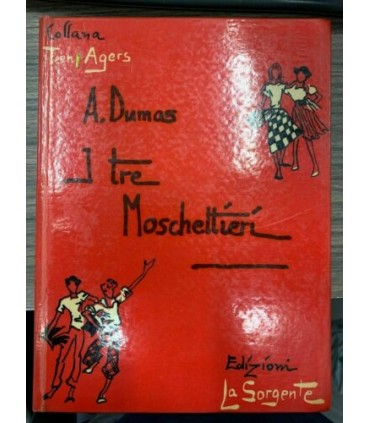 Collana
Teen Agers
A. Dumas
I tre
Moschettieri
Edizioni
La Sorgente